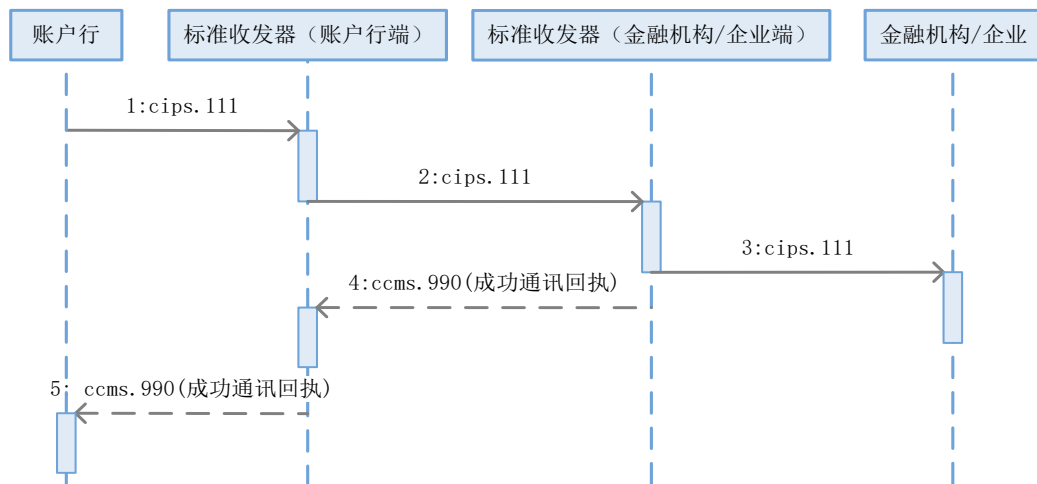 账户行
标准收发器（账户行端）
标准收发器（金融机构/企业端）
金融机构/企业
1:cips.111
2:cips.111
3:cips.111
4:ccms.990(成功通讯回执)
5: ccms.990(成功通讯回执)